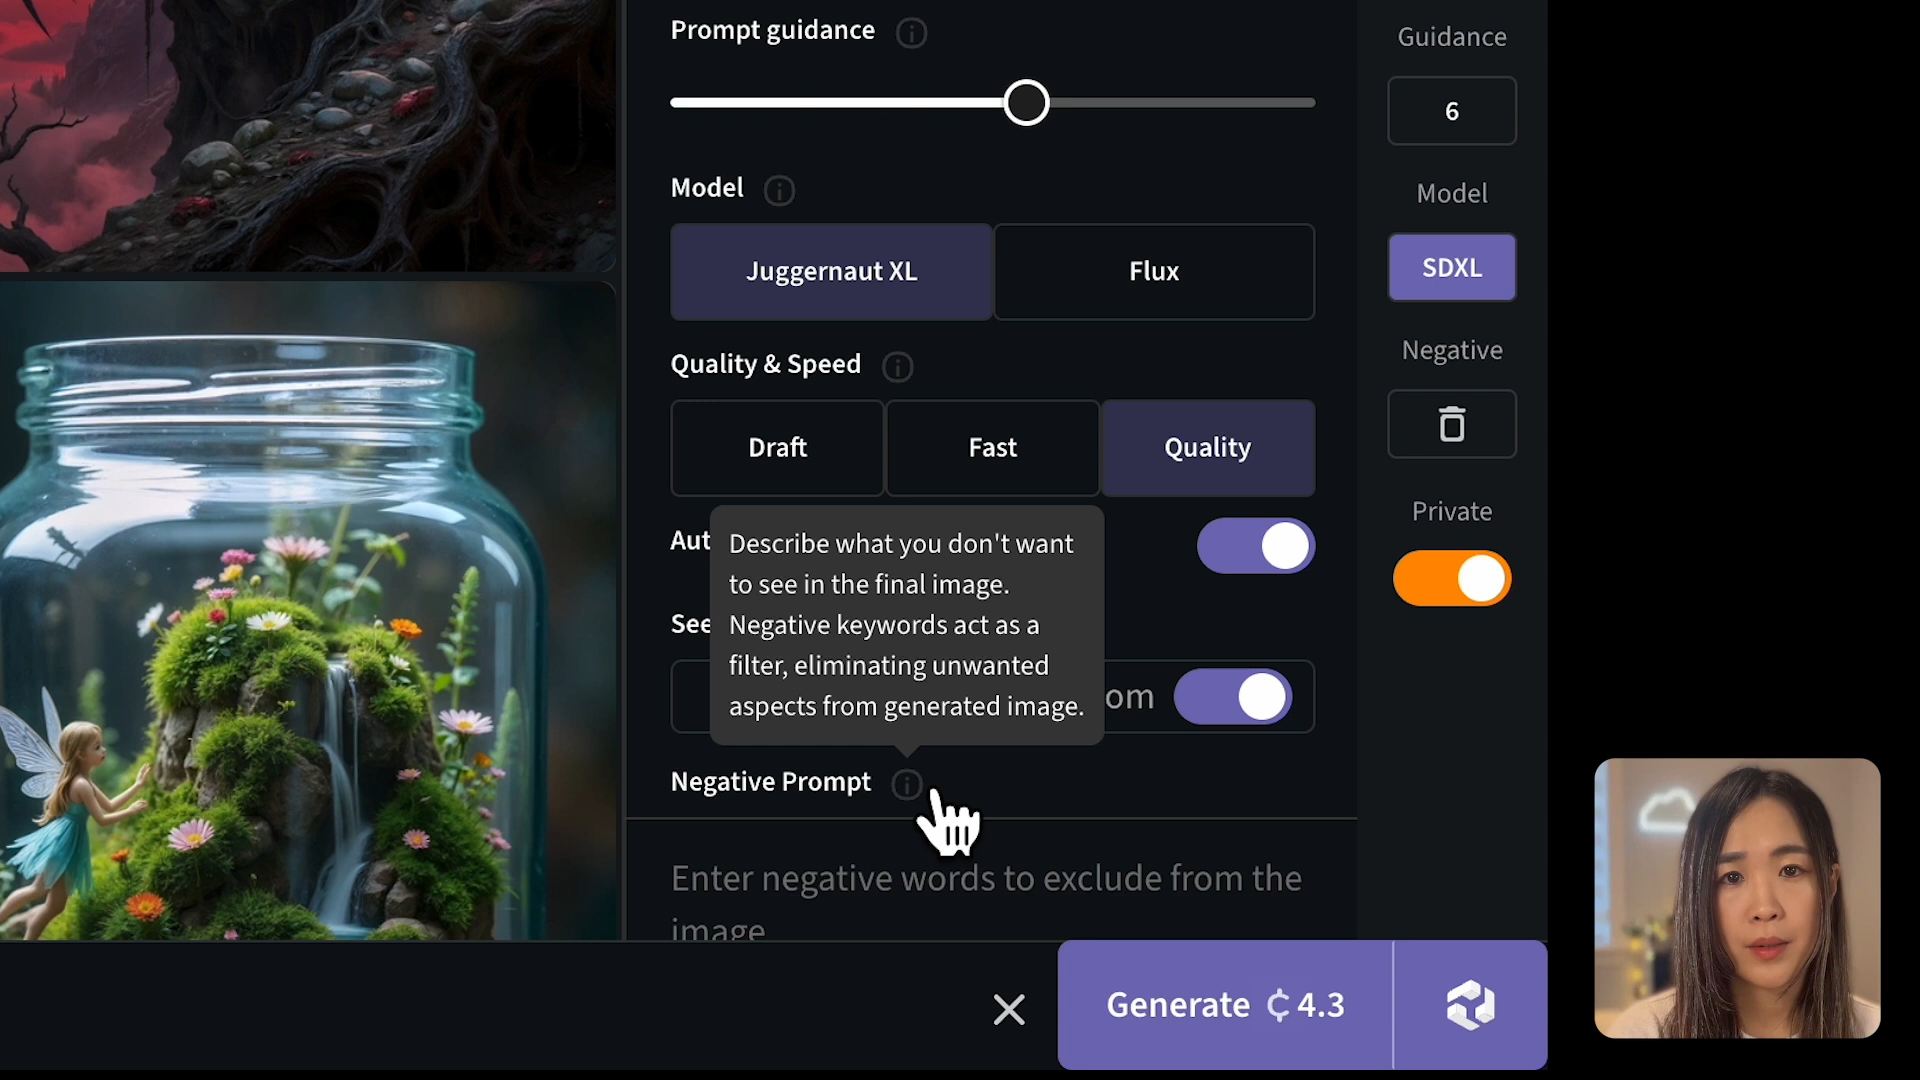 Prompt guidance
Guidance
6
Model
Model
Juggernaut XL
Flux
SDXL
Quality & Speed
Negative
Draft
Fast
Quality
Private
Aut
Describe what you don't want
to see in the final image.
Negative keywords act as a
filter, eliminating unwanted
aspects from generated image.
See
om
Negative Prompt
Enter negative words to exclude from the
image
Generate ₵ 4.3